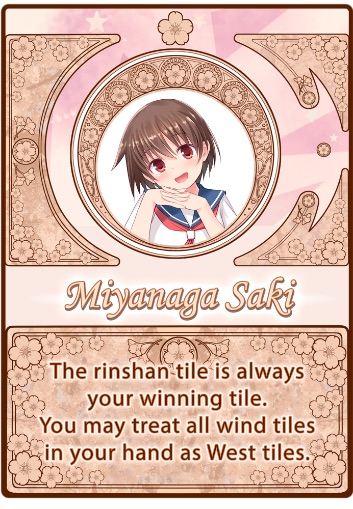 Miyanaga Saki
The rinshan tile is always
your winning tile.
You may treat all wind tiles
in your hand as West tiles.